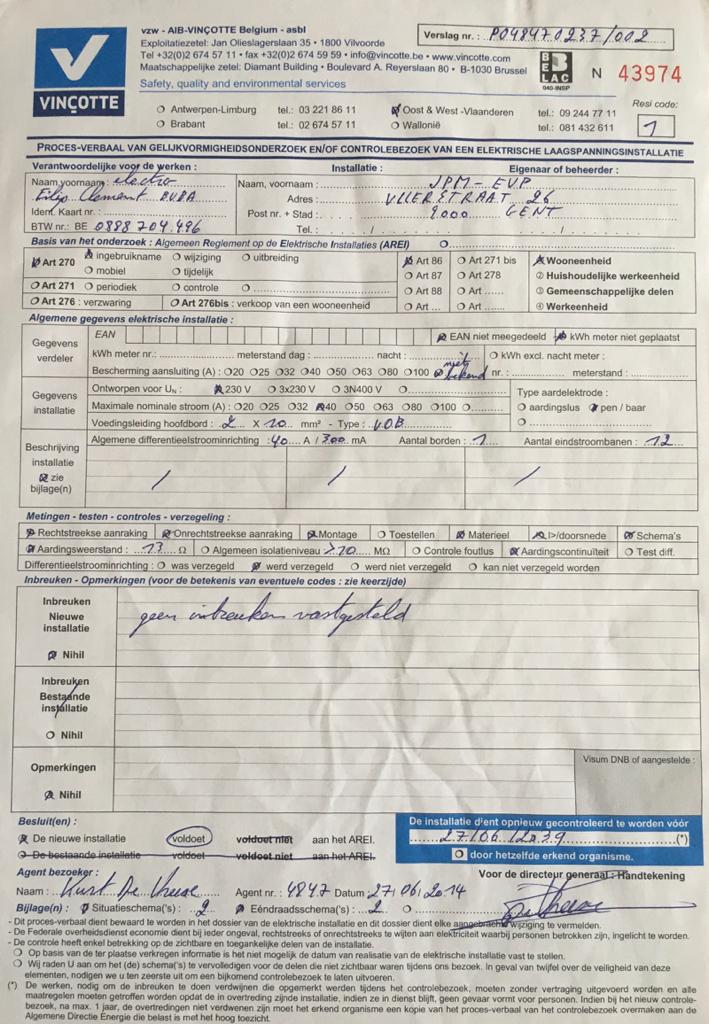 vzw - AIB-VINÇOTTE Belgium - asbl
Exploitatiezetel: Jan Olieslagerslaan 35 • 1800 Vilvoorde
Tel +32(0)2 674 57 11 • fax +32(0)2 674 59 59 • info@vincotte.be • www.vincotte.com
Maatschappelijke zetel: Diamant Building • Boulevard A. Reyerslaan 80 • B-1030 Brussel
Safety, quality and environmental services
VINÇOTTE
Verslag nr. : P048470237/002
BELAC
040-INSP
N 43974
Antwerpen-Limburg tel.: 03 221 86 11
Brabant tel.: 02 674 57 11
Oost & West -Vlaanderen tel.: 09 244 77 11
Wallonië tel.: 081 432 611
Resi code:
1
PROCES-VERBAAL VAN GELIJKVORMIGHEIDSONDERZOEK EN/OF CONTROLEBEZOEK VAN EEN ELEKTRISCHE LAAGSPANNINGSINSTALLATIE
Verantwoordelijke voor de werken : Installatie : Eigenaar of beheerder :
Naam,voornaam : electro
Filip Clement BVBA
Ident. Kaart nr. :
BTW nr.: BE 0888 704.496
Naam, voornaam : JPM-EVP
Adres : VLIERSTRAAT 26
Post nr. + Stad : 9000 GENT
Tel. : / /
Basis van het onderzoek : Algemeen Reglement op de Elektrische Installaties (AREI)
Art 270 ingebruikname wijziging uitbreiding
mobiel tijdelijk
Art 271 periodiek controle
Art 276 : verzwaring Art 276bis : verkoop van een wooneenheid
Art 86 Art 271 bis Wooneenheid
Art 87 Art 278 ② Huishoudelijke werkeenheid
Art 88 Art ...... ③ Gemeenschappelijke delen
Art ... Art ...... ④ Werkeenheid
Algemene gegevens elektrische installatie :
Gegevens verdeler
EAN EAN niet meegedeeld kWh meter niet geplaatst
kWh meter nr.: meterstand dag : nacht : kWh excl. nacht meter :
Bescherming aansluiting (A) : 20 25 32 40 50 63 80 100 niet bekend nr. : meterstand :
Gegevens installatie
Ontworpen voor UN : 230 V 3x230 V 3N400 V
Maximale nominale stroom (A) : 20 25 32 40 50 63 80 100
Voedingsleiding hoofdbord : 2 X 10 mm² - Type : VOB
Type aardelektrode :
aardingslus pen / baar
Algemene differentieelstroominrichting : 40 A / 300 mA Aantal borden : 1 Aantal eindstroombanen : 12
Beschrijving installatie
zie bijlage(n)
/ / /
Metingen - testen - controles - verzegeling :
Rechtstreekse aanraking Onrechtstreekse aanraking Montage Toestellen Materieel I>/doorsnede Schema's
Aardingsweerstand : 13 Ω Algemeen isolatieniveau >20 MΩ Controle foutlus Aardingscontinuïteit Test diff.
Differentieelstroominrichting : was verzegeld werd verzegeld werd niet verzegeld kan niet verzegeld worden
Inbreuken - Opmerkingen (voor de betekenis van eventuele codes : zie keerzijde)
Inbreuken
Nieuwe installatie
Nihil
geen inbreuken vastgesteld
Inbreuken
Bestaande installatie
Nihil
Opmerkingen
Nihil
Visum DNB of aangestelde :
Besluit(en) :
De nieuwe installatie voldoet voldoet niet aan het AREI.
De bestaande installatie voldoet voldoet niet aan het AREI.
De installatie dient opnieuw gecontroleerd te worden vóór
27/06/2039 (*)
door hetzelfde erkend organisme.
Agent bezoeker :
Naam : Kurt De Agent nr. : 4847 Datum : 27/06/2014
Voor de directeur generaal : Handtekening
Bijlage(n) : Situatieschema('s) : 2 Eéndraadsschema('s) : 2
- Dit proces-verbaal dient bewaard te worden in het dossier van de elektrische installatie en dit dossier dient elke aangebrachte wijziging te vermelden.
- De Federale overheidsdienst economie dient bij ieder ongeval, rechtstreeks of onrechtstreeks te wijten aan elektriciteit waarbij personen betrokken zijn, ingelicht te worden.
- De controle heeft enkel betrekking op de zichtbare en toegankelijke delen van de installatie.
Op basis van de ter plaatse verkregen informatie is het niet mogelijk de datum van realisatie van de elektrische installatie vast te stellen.
Wij raden U aan om het (de) schema('s) te vervolledigen voor de delen die niet zichtbaar waren tijdens ons bezoek. In geval van twijfel over de veiligheid van deze elementen, nodigen we u ten zeerste uit om een bijkomend controlebezoek te laten uitvoeren.
(*) De werken, nodig om de inbreuken te doen verdwijnen die opgemerkt werden tijdens het controlebezoek, moeten zonder vertraging uitgevoerd worden en alle maatregelen moeten getroffen worden opdat de in overtreding zijnde installatie, indien ze in dienst blijft, geen gevaar vormt voor personen. Indien bij het nieuw controlebezoek, na max. 1 jaar, de overtredingen niet verdwenen zijn moet het erkend organisme een kopie van het proces-verbaal van het controlebezoek overmaken aan de Algemene Directie Energie die belast is met het hoog toezicht.